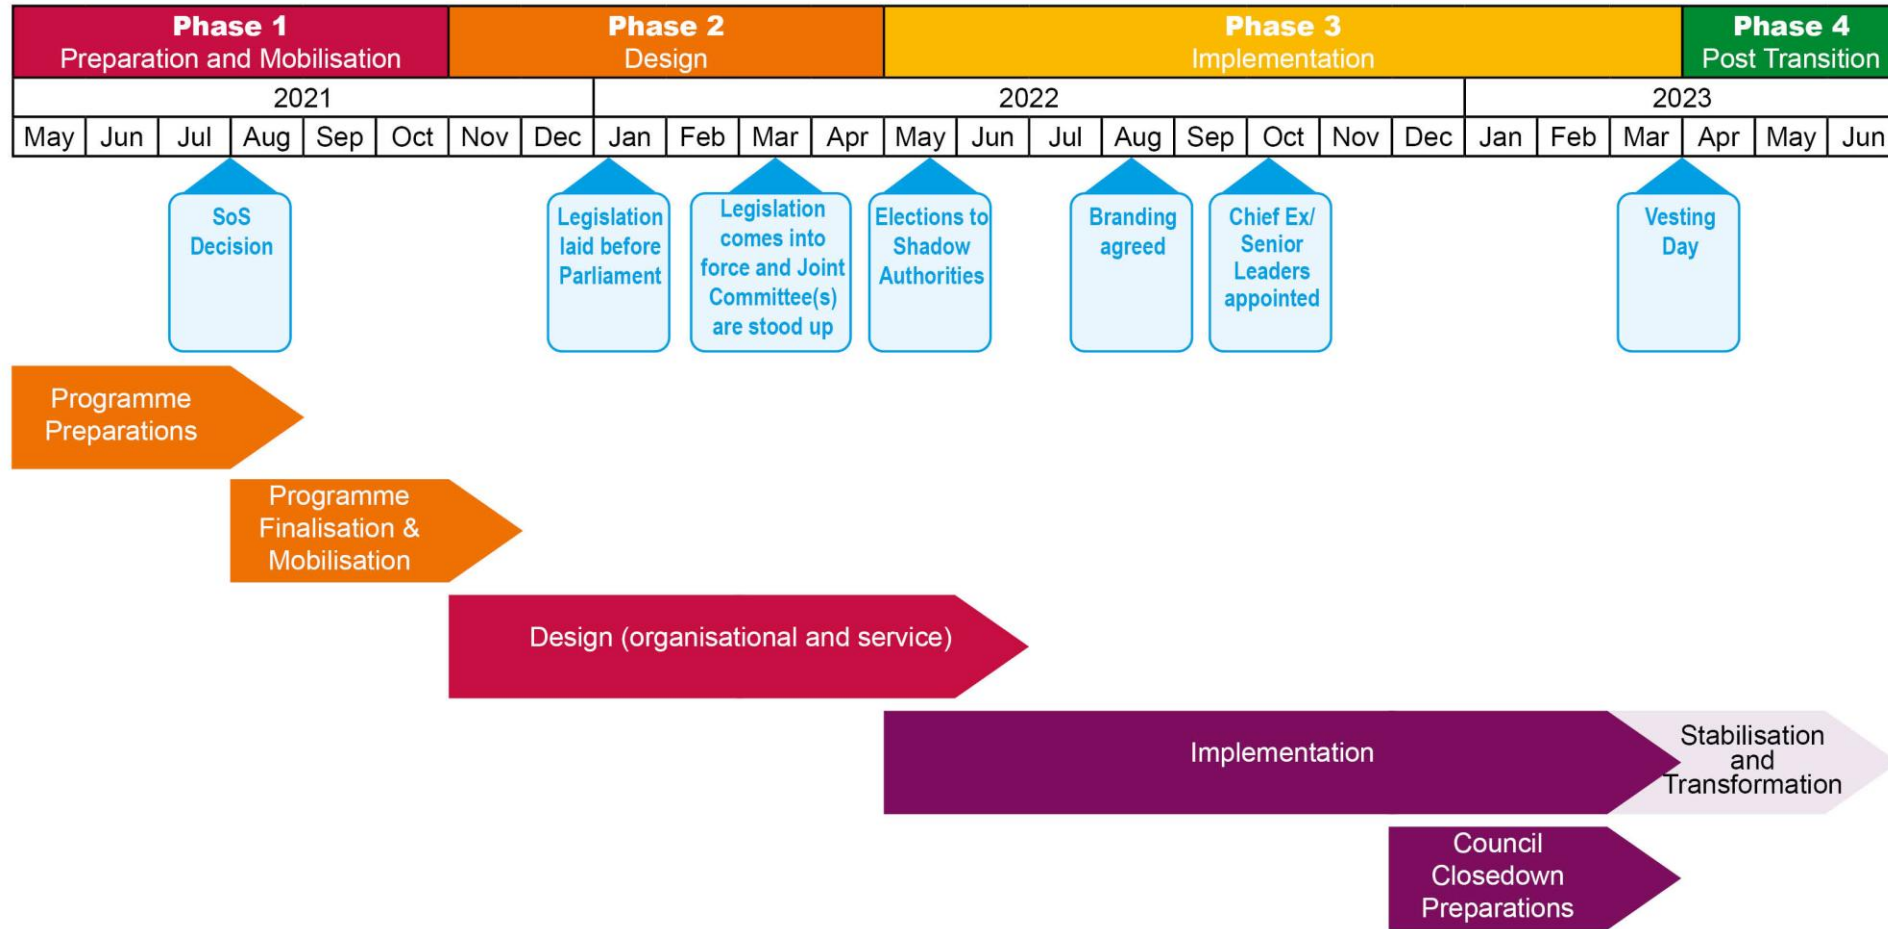 Phase 1
Preparation and Mobilisation
Phase 2
Design
Phase 3
Implementation
Phase 4
Post Transition
2021
2022
2023
May Jun Jul Aug Sep Oct Nov Dec Jan Feb Mar Apr May Jun Jul Aug Sep Oct Nov Dec Jan Feb Mar Apr May Jun
SoS
Decision
Legislation
laid before
Parliament
Legislation
comes into
force and Joint
Committee(s)
are stood up
Elections to
Shadow
Authorities
Branding
agreed
Chief Ex/
Senior
Leaders
appointed
Vesting
Day
Programme
Preparations
Programme
Finalisation &
Mobilisation
Design (organisational and service)
Implementation
Stabilisation
and
Transformation
Council
Closedown
Preparations